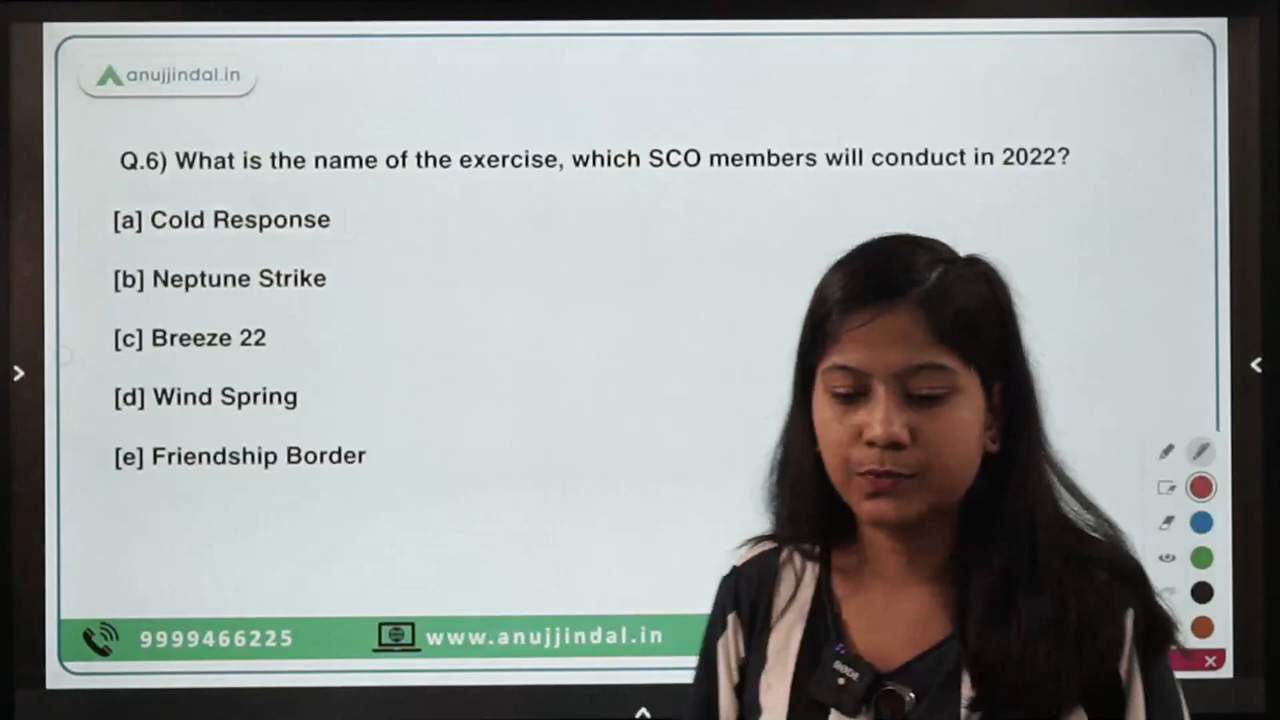 anujjindal.in
Q.6) What is the name of the exercise, which SCO members will conduct in 2022?
[a] Cold Response
[b] Neptune Strike
[c] Breeze 22
[d] Wind Spring
[e] Friendship Border
9999466225 www.anujjindal.in
RODE